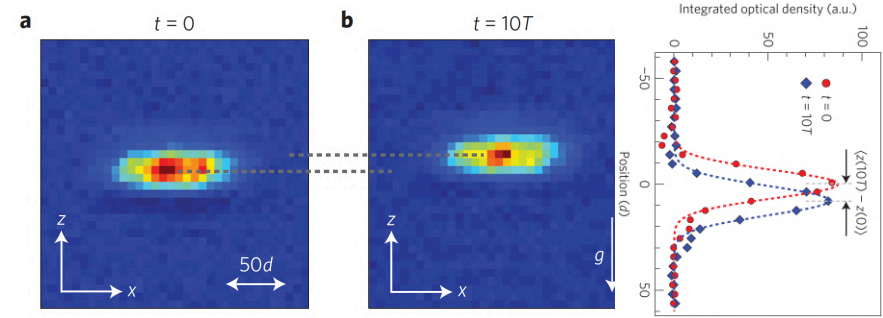 a
t = 0
z
x
50d
b
t = 10T
z
x
g
Integrated optical density (a.u.)
0
50
100
−50
0
50
Position (d)
t = 0
t = 10T
⟨z(10T) − z(0)⟩